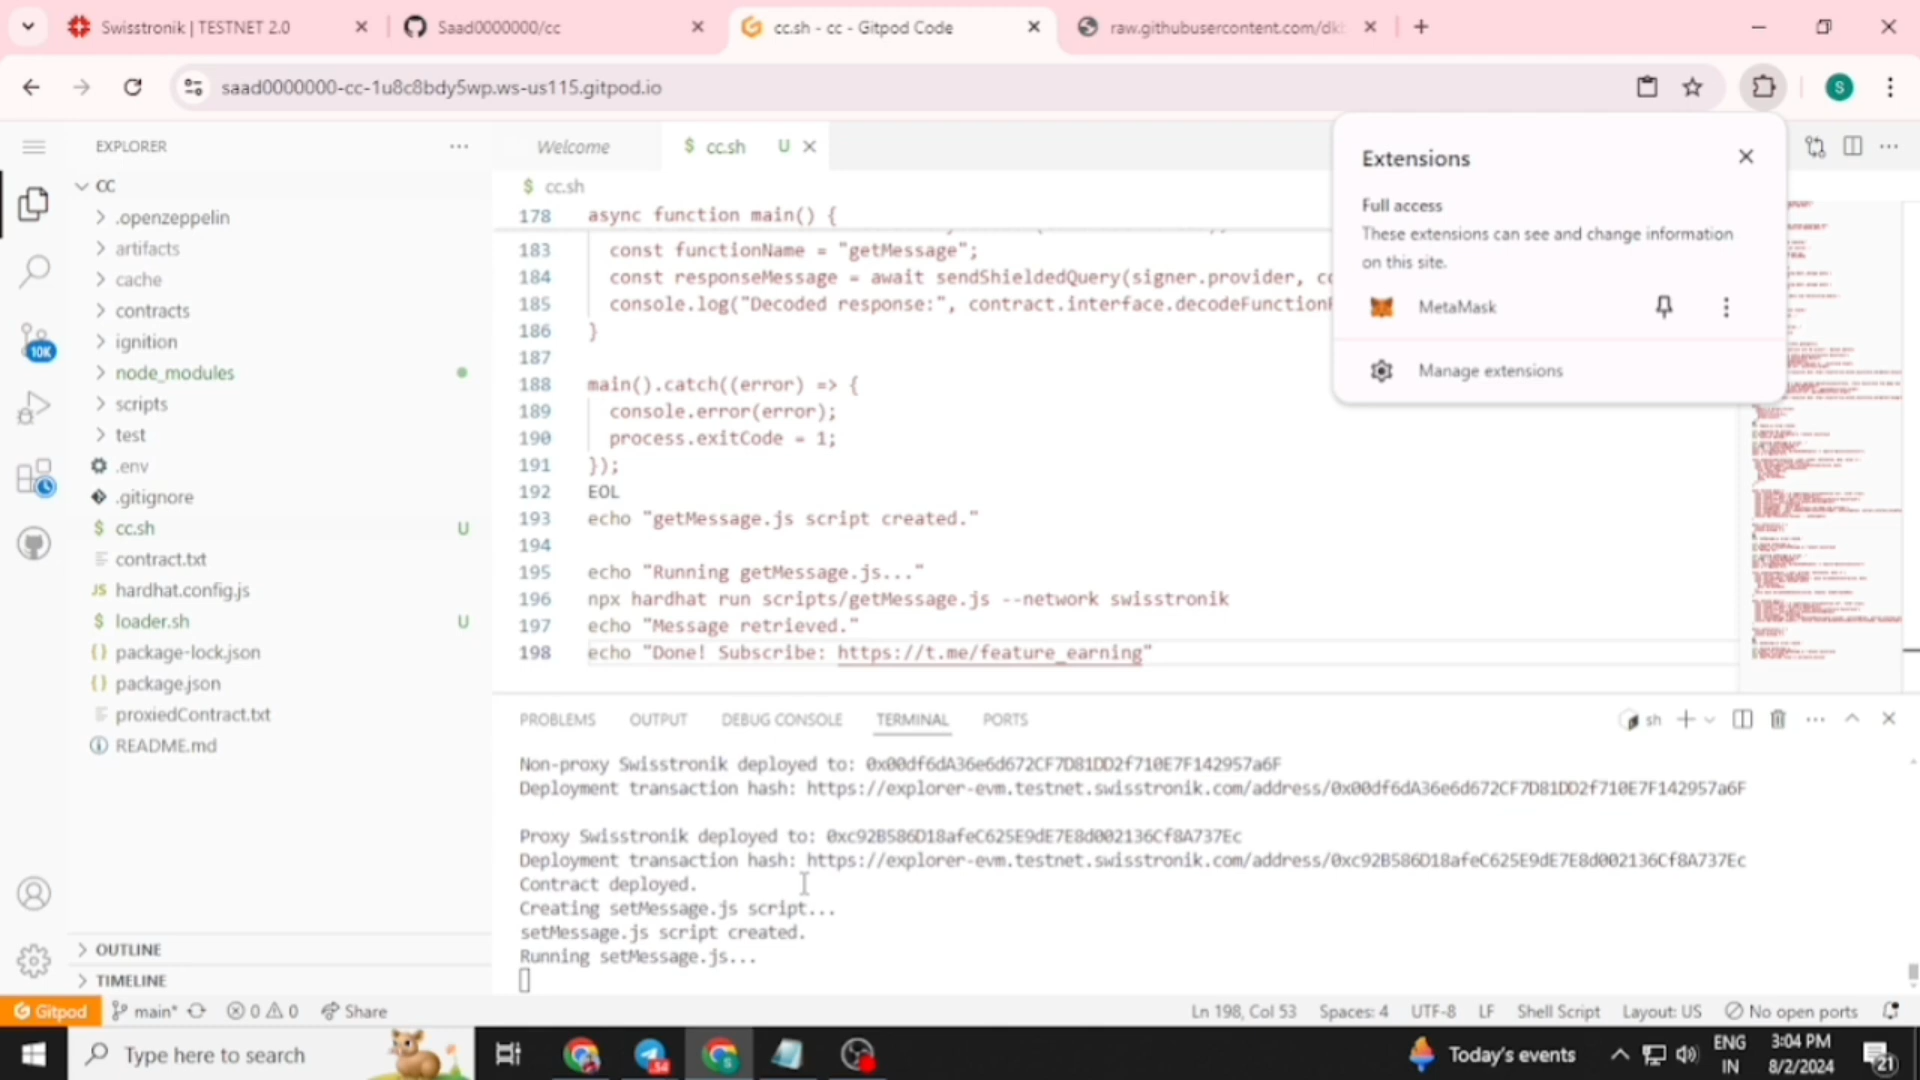 Swisstronik | TESTNET 2.0
Saad0000000/cc
cc.sh - cc - Gitpod Code
raw.githubusercontent.com/dk
saad0000000-cc-1u8c8bdy5wp.ws-us115.gitpod.io
S
EXPLORER
Welcome
$ cc.sh U
Extensions
Full access
These extensions can see and change information
on this site.
MetaMask
Manage extensions
CC
.openzeppelin
artifacts
cache
contracts
ignition
node_modules
scripts
test
.env
.gitignore
$ cc.sh U
contract.txt
JS hardhat.config.js
$ loader.sh U
{} package-lock.json
{} package.json
proxiedContract.txt
README.md
10K
OUTLINE
TIMELINE
$ cc.sh
178 async function main() {
183 const functionName = "getMessage";
184 const responseMessage = await sendShieldedQuery(signer.provider, co
185 console.log("Decoded response:", contract.interface.decodeFunction
186 }
187
188 main().catch((error) => {
189 console.error(error);
190 process.exitCode = 1;
191 });
192 EOL
193 echo "getMessage.js script created."
194
195 echo "Running getMessage.js..."
196 npx hardhat run scripts/getMessage.js --network swisstronik
197 echo "Message retrieved."
198 echo "Done! Subscribe: https://t.me/feature_earning"
PROBLEMS OUTPUT DEBUG CONSOLE TERMINAL PORTS
sh
Non-proxy Swisstronik deployed to: 0x00df6dA36e6d672CF7D81DD2f710E7F142957a6F
Deployment transaction hash: https://explorer-evm.testnet.swisstronik.com/address/0x00df6dA36e6d672CF7D81DD2f710E7F142957a6F
Proxy Swisstronik deployed to: 0xc92B586D18afeC625E9dE7E8d002136Cf8A737Ec
Deployment transaction hash: https://explorer-evm.testnet.swisstronik.com/address/0xc92B586D18afeC625E9dE7E8d002136Cf8A737Ec
Contract deployed.
Creating setMessage.js script...
setMessage.js script created.
Running setMessage.js...
Gitpod main* 0 0 Share
Ln 198, Col 53 Spaces: 4 UTF-8 LF Shell Script Layout: US No open ports
Type here to search
Today's events
ENG
IN
3:04 PM
8/2/2024
21